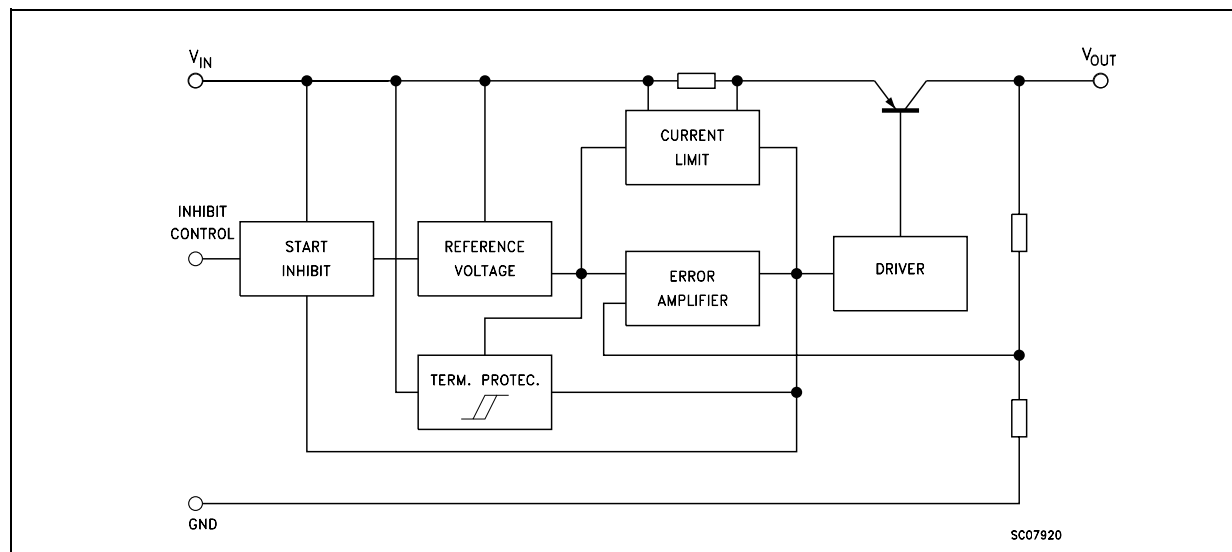 VIN
VOUT
CURRENT
LIMIT
INHIBIT
CONTROL
START
INHIBIT
REFERENCE
VOLTAGE
ERROR
AMPLIFIER
DRIVER
TERM. PROTEC.
GND
SC07920